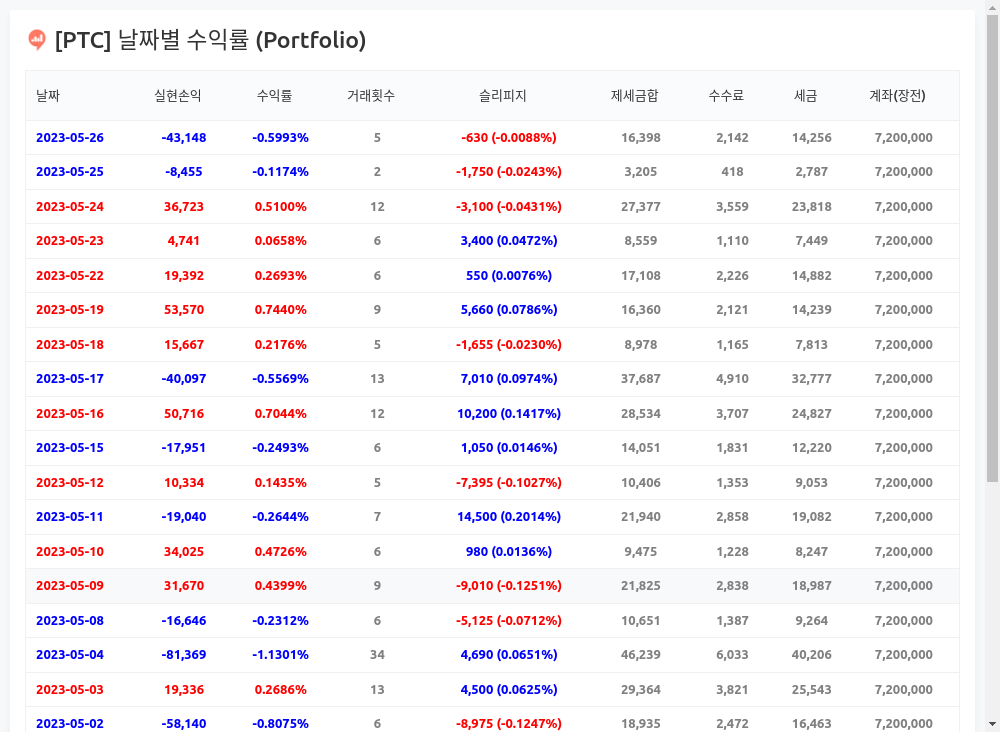 [PTC] 날짜별 수익률 (Portfolio)
날짜 실현손익 수익률 거래횟수 슬리피지 제세금합 수수료 세금 계좌(장전)
2023-05-26 -43,148 -0.5993% 5 -630 (-0.0088%) 16,398 2,142 14,256 7,200,000
2023-05-25 -8,455 -0.1174% 2 -1,750 (-0.0243%) 3,205 418 2,787 7,200,000
2023-05-24 36,723 0.5100% 12 -3,100 (-0.0431%) 27,377 3,559 23,818 7,200,000
2023-05-23 4,741 0.0658% 6 3,400 (0.0472%) 8,559 1,110 7,449 7,200,000
2023-05-22 19,392 0.2693% 6 550 (0.0076%) 17,108 2,226 14,882 7,200,000
2023-05-19 53,570 0.7440% 9 5,660 (0.0786%) 16,360 2,121 14,239 7,200,000
2023-05-18 15,667 0.2176% 5 -1,655 (-0.0230%) 8,978 1,165 7,813 7,200,000
2023-05-17 -40,097 -0.5569% 13 7,010 (0.0974%) 37,687 4,910 32,777 7,200,000
2023-05-16 50,716 0.7044% 12 10,200 (0.1417%) 28,534 3,707 24,827 7,200,000
2023-05-15 -17,951 -0.2493% 6 1,050 (0.0146%) 14,051 1,831 12,220 7,200,000
2023-05-12 10,334 0.1435% 5 -7,395 (-0.1027%) 10,406 1,353 9,053 7,200,000
2023-05-11 -19,040 -0.2644% 7 14,500 (0.2014%) 21,940 2,858 19,082 7,200,000
2023-05-10 34,025 0.4726% 6 980 (0.0136%) 9,475 1,228 8,247 7,200,000
2023-05-09 31,670 0.4399% 9 -9,010 (-0.1251%) 21,825 2,838 18,987 7,200,000
2023-05-08 -16,646 -0.2312% 6 -5,125 (-0.0712%) 10,651 1,387 9,264 7,200,000
2023-05-04 -81,369 -1.1301% 34 4,690 (0.0651%) 46,239 6,033 40,206 7,200,000
2023-05-03 19,336 0.2686% 13 4,500 (0.0625%) 29,364 3,821 25,543 7,200,000
2023-05-02 -58,140 -0.8075% 6 -8,975 (-0.1247%) 18,935 2,472 16,463 7,200,000